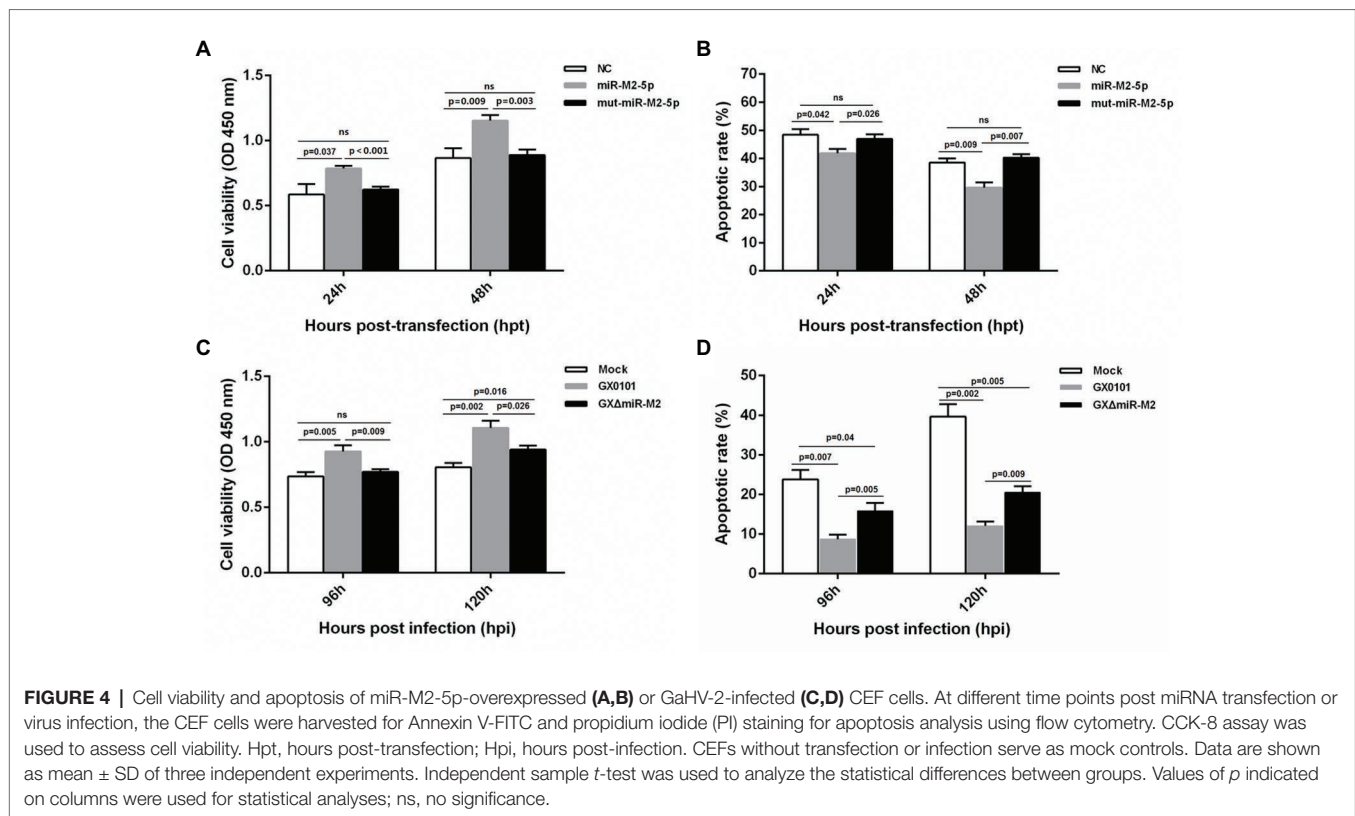 A
NC
miR-M2-5p
mut-miR-M2-5p
Cell viability (OD 450 nm)
1.5
1.0
0.5
0.0
ns
p=0.037 p<0.001
ns
p=0.009 p=0.003
24h 48h
Hours post-transfection (hpt)
B
NC
miR-M2-5p
mut-miR-M2-5p
Apoptotic rate (%)
70
60
50
40
30
20
10
0
ns
p=0.042 p=0.026
ns
p=0.009 p=0.007
24h 48h
Hours post-transfection (hpt)
C
Mock
GX0101
GXΔmiR-M2
Cell viability (OD 450 nm)
1.5
1.0
0.5
0.0
ns
p=0.005 p=0.009
p=0.016
p=0.002 p=0.026
96h 120h
Hours post infection (hpi)
D
Mock
GX0101
GXΔmiR-M2
Apoptotic rate (%)
50
40
30
20
10
0
p=0.04
p=0.007
p=0.005
p=0.005
p=0.002
p=0.009
96h 120h
Hours post infection (hpi)
FIGURE 4 | Cell viability and apoptosis of miR-M2-5p-overexpressed (A,B) or GaHV-2-infected (C,D) CEF cells. At different time points post miRNA transfection or
virus infection, the CEF cells were harvested for Annexin V-FITC and propidium iodide (PI) staining for apoptosis analysis using flow cytometry. CCK-8 assay was
used to assess cell viability. Hpt, hours post-transfection; Hpi, hours post-infection. CEFs without transfection or infection serve as mock controls. Data are shown
as mean ± SD of three independent experiments. Independent sample t-test was used to analyze the statistical differences between groups. Values of p indicated
on columns were used for statistical analyses; ns, no significance.